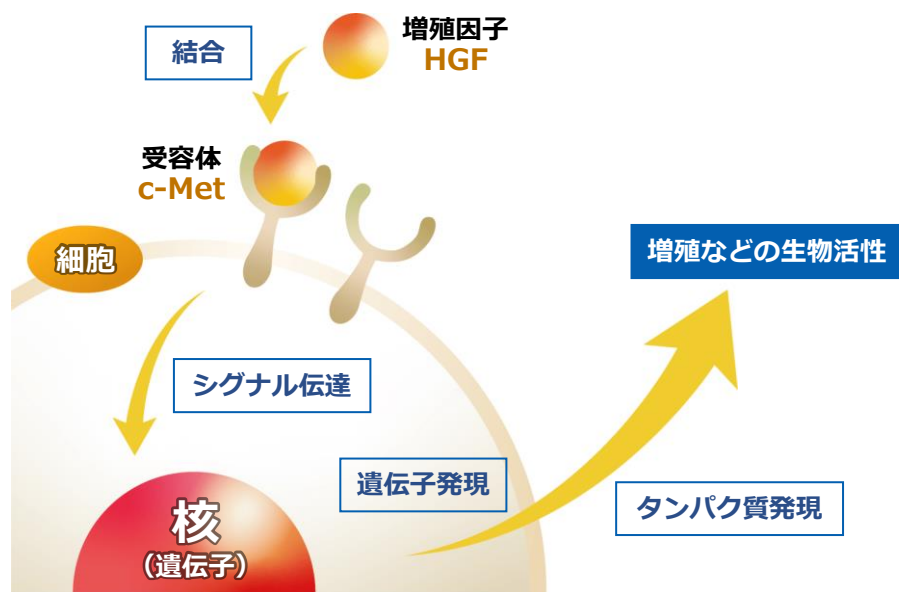 増殖因子
HGF
結合
受容体
c-Met
細胞
増殖などの生物活性
シグナル伝達
遺伝子発現
タンパク質発現
核
（遺伝子）